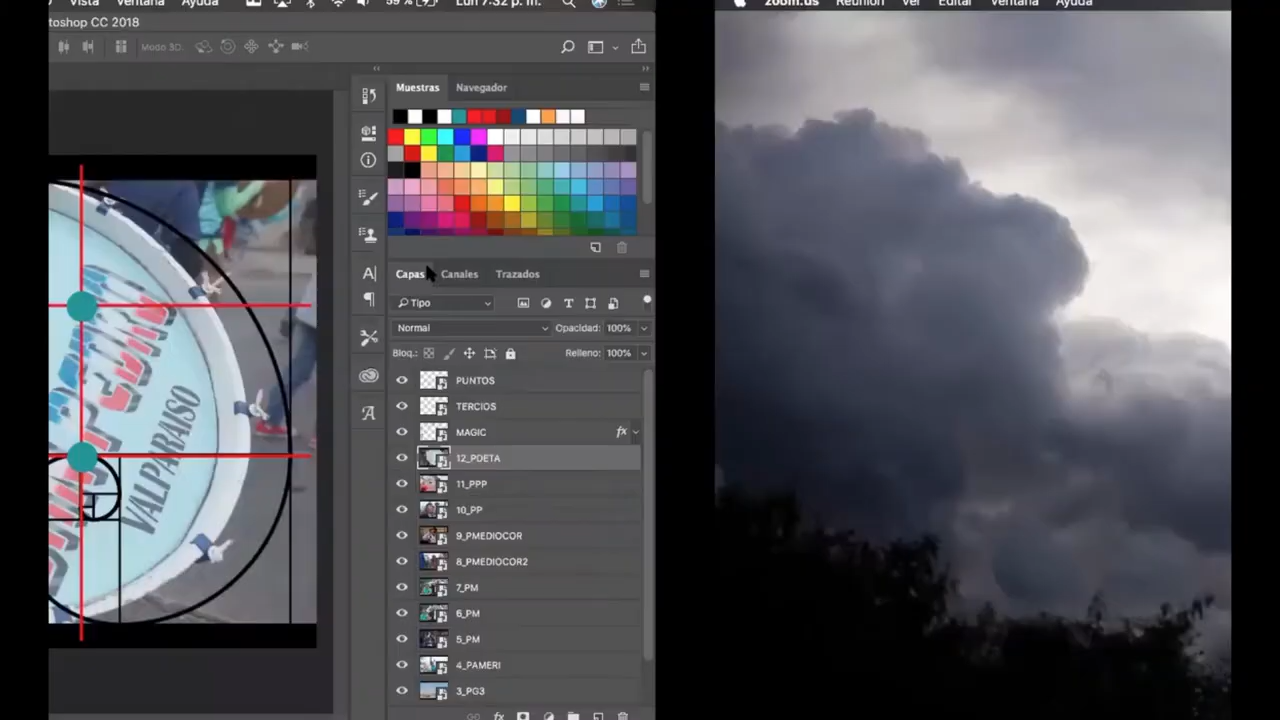 Vista Ventana Ayuda 59 % Lun 7:32 p. m.
toshop CC 2018
Modo 3D:
Muestras Navegador
Capas Canales Trazados
Tipo
Normal Opacidad: 100%
Bloq.: Relleno: 100%
PUNTOS
TERCIOS
MAGIC fx
12_POETA
11_PPP
10_PP
9_PMEDIOCOR
8_PMEDIOCOR2
7_PM
6_PM
5_PM
4_PAMERI
3_PG3
fx
VALPARAISO
zoom.us Reunión Ver Editar Ventana Ayuda